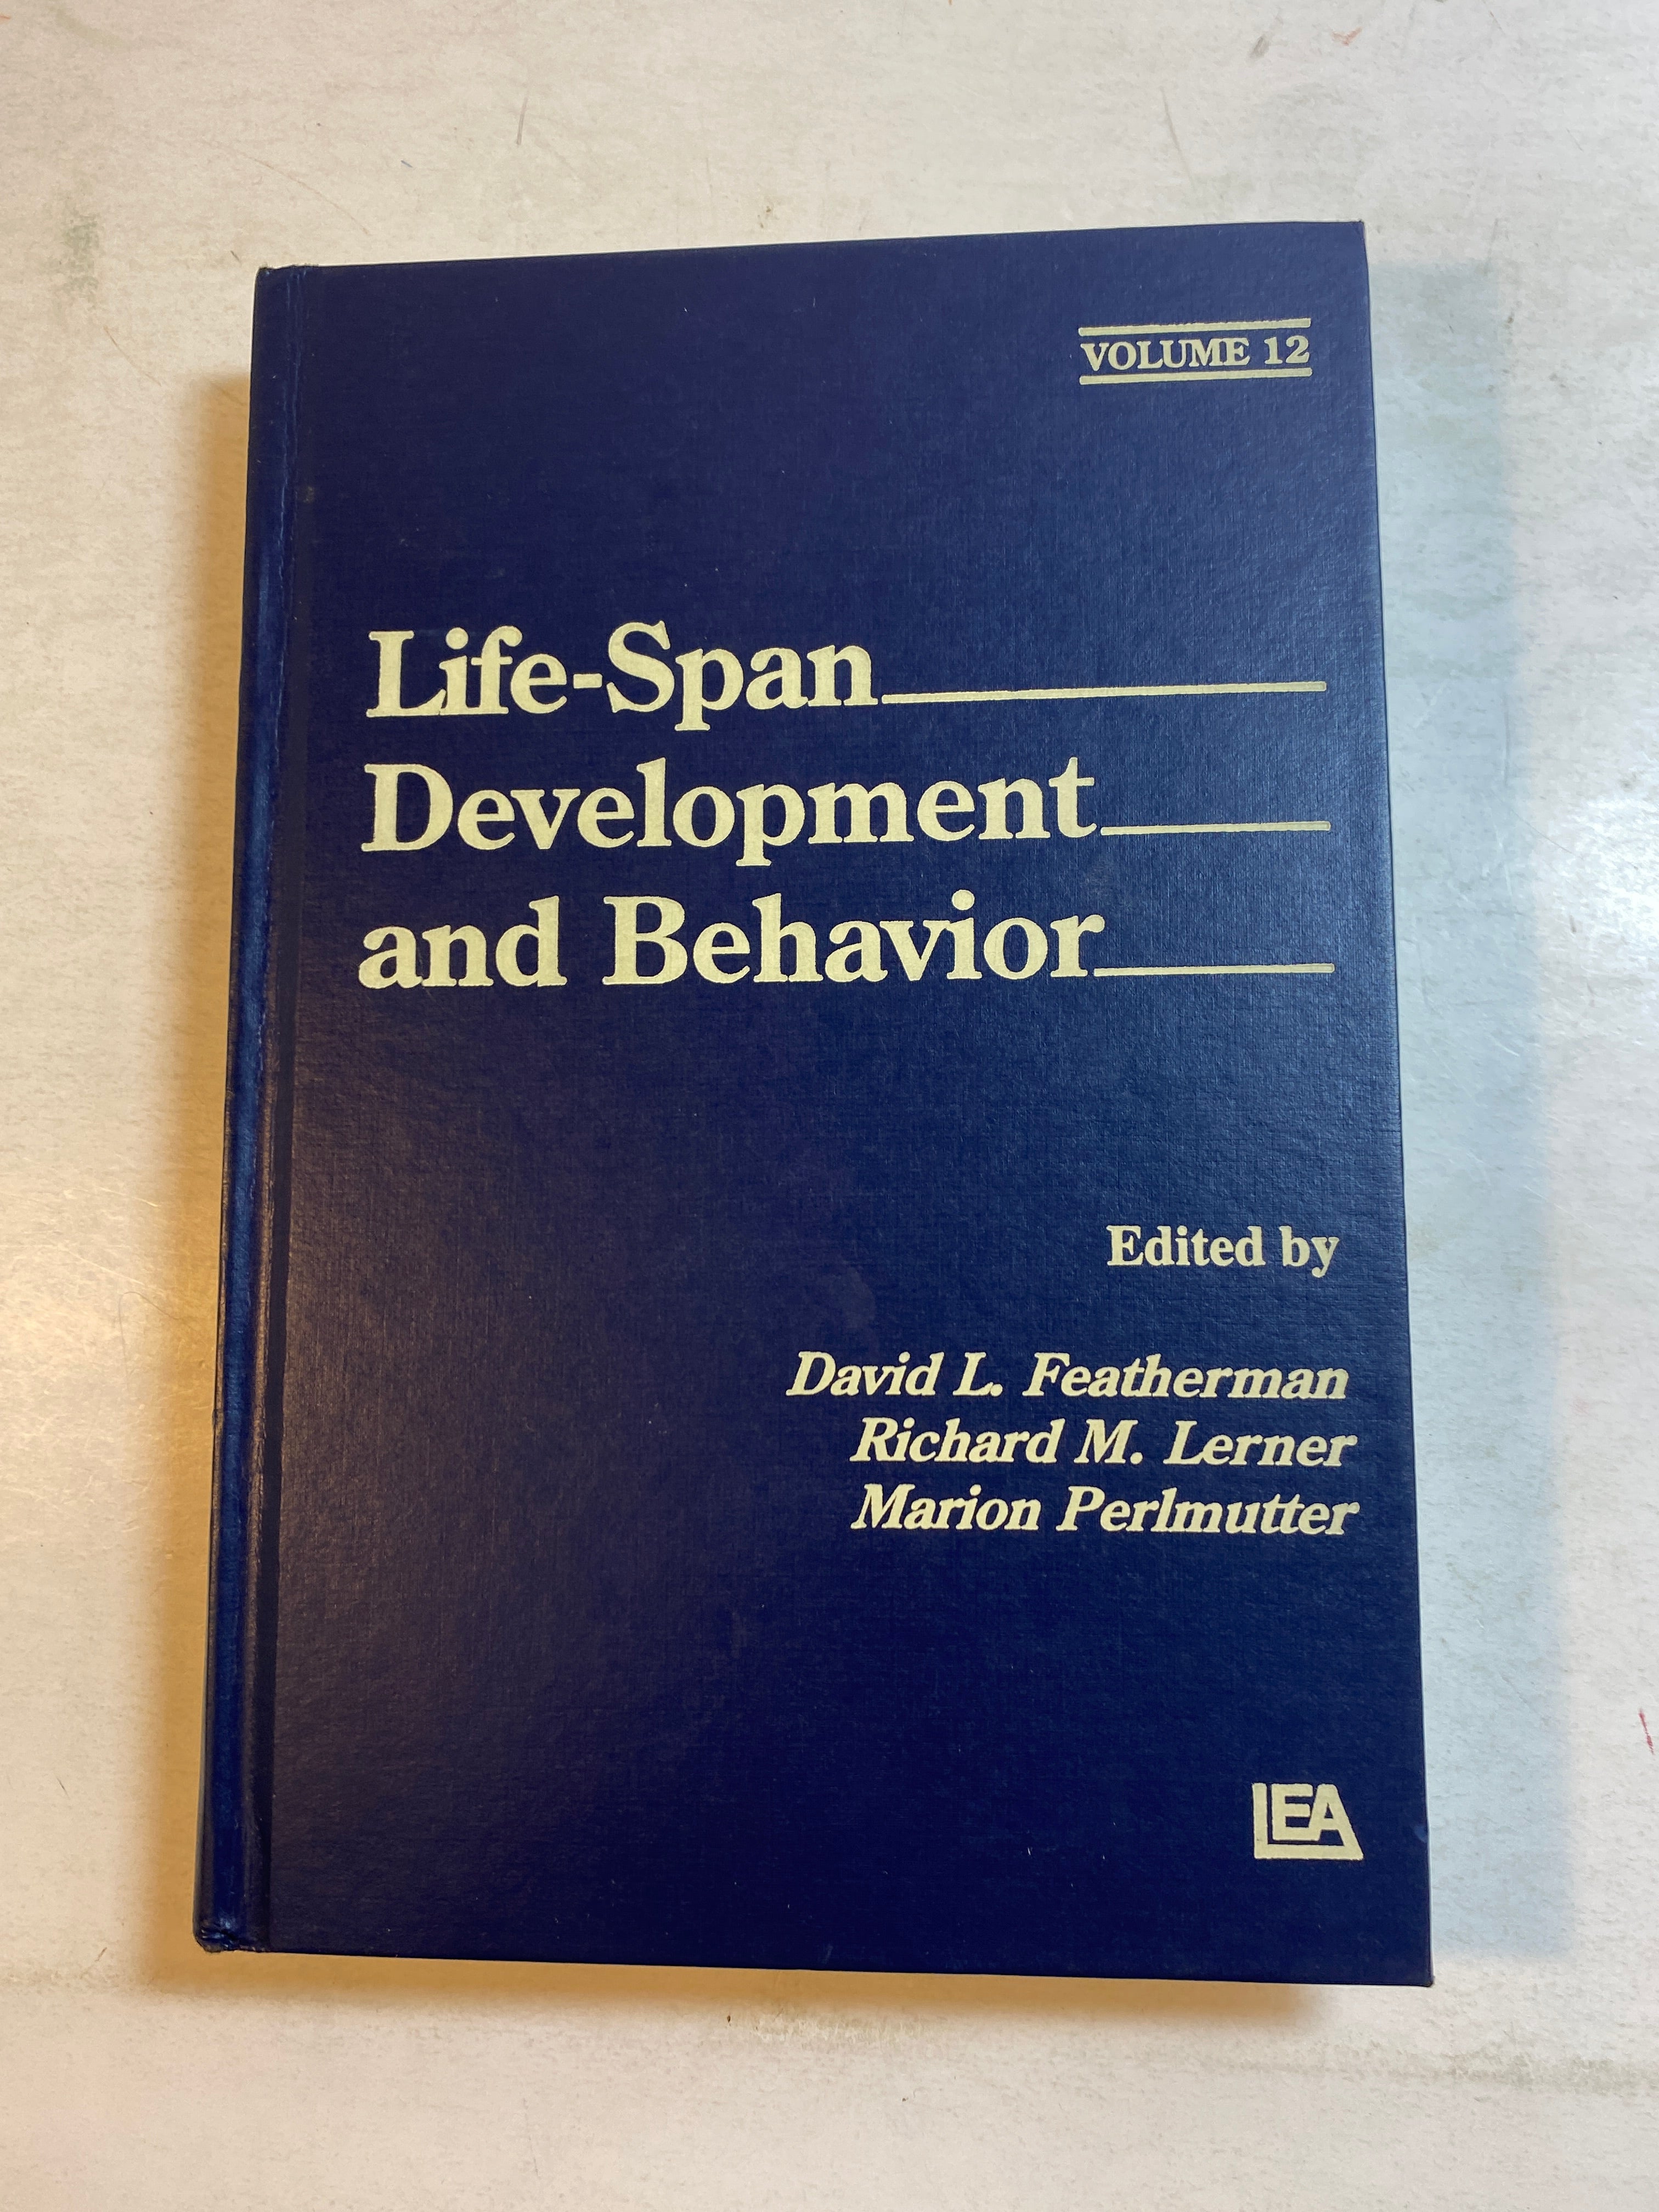 VOLUME 12
Life-Span
Development
and Behavior
Edited by
David L. Featherman
Richard M. Lerner
Marion Perlmutter
LEA